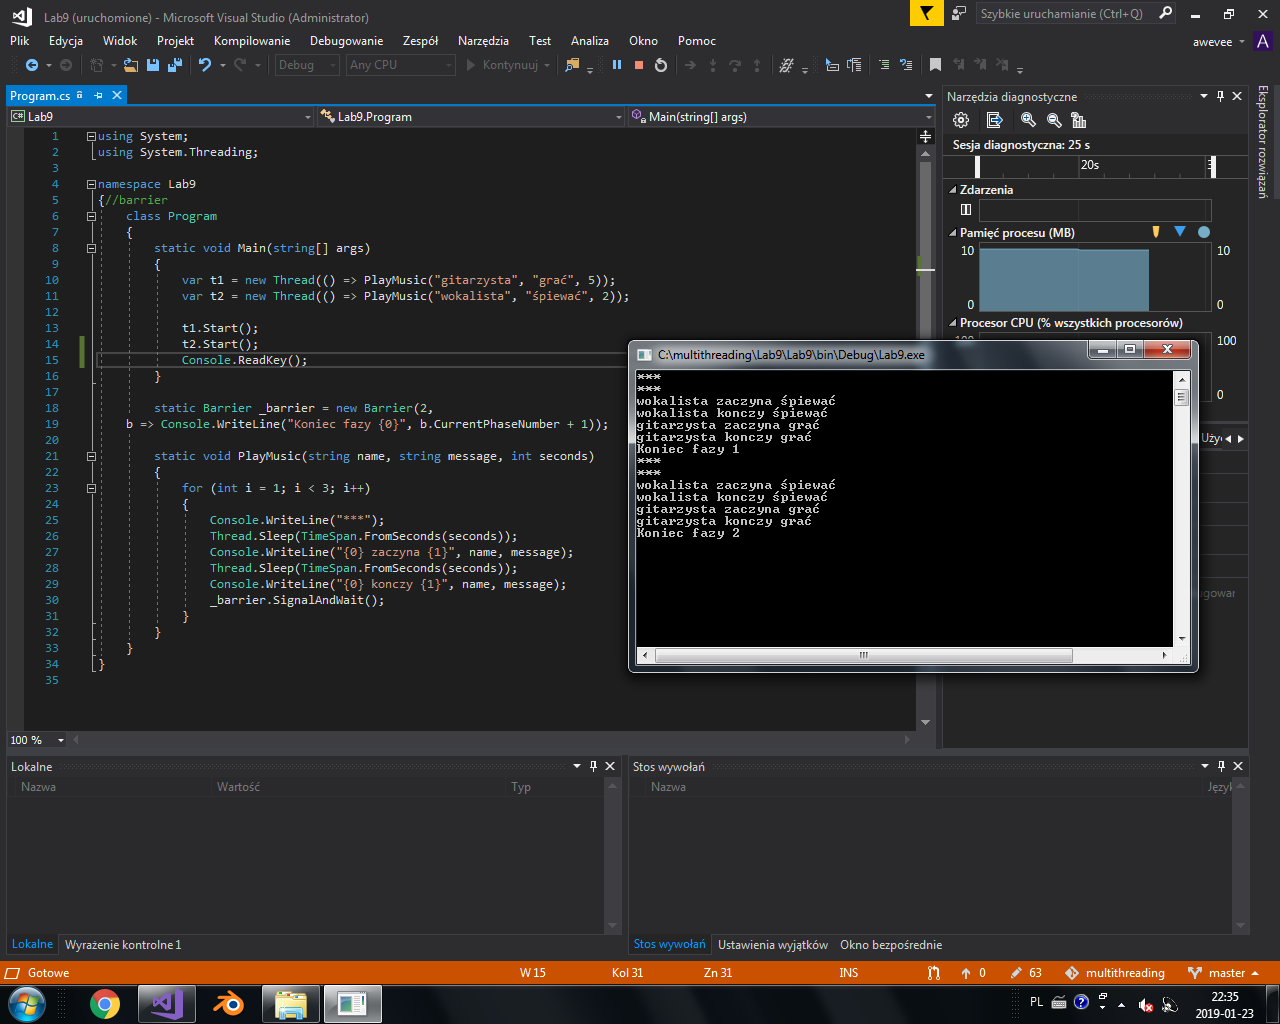 Lab9 (uruchomione) - Microsoft Visual Studio (Administrator)
Szybkie uruchamianie (Ctrl+Q)
Plik Edycja Widok Projekt Kompilowanie Debugowanie Zespół Narzędzia Test Analiza Okno Pomoc
awevee A
Debug Any CPU Kontynuuj
Program.cs
C# Lab9 Lab9.Program Main(string[] args)
1 using System;
2 using System.Threading;
3
4 namespace Lab9
5 {//barrier
6 class Program
7 {
8 static void Main(string[] args)
9 {
10 var t1 = new Thread(() => PlayMusic("gitarzysta", "grać", 5));
11 var t2 = new Thread(() => PlayMusic("wokalista", "śpiewać", 2));
12
13 t1.Start();
14 t2.Start();
15 Console.ReadKey();
16 }
17
18 static Barrier _barrier = new Barrier(2,
19 b => Console.WriteLine("Koniec fazy {0}", b.CurrentPhaseNumber + 1));
20
21 static void PlayMusic(string name, string message, int seconds)
22 {
23 for (int i = 1; i < 3; i++)
24 {
25 Console.WriteLine("***");
26 Thread.Sleep(TimeSpan.FromSeconds(seconds));
27 Console.WriteLine("{0} zaczyna {1}", name, message);
28 Thread.Sleep(TimeSpan.FromSeconds(seconds));
29 Console.WriteLine("{0} konczy {1}", name, message);
30 _barrier.SignalAndWait();
31 }
32 }
33 }
34 }
35
100 %
Narzędzia diagnostyczne
Sesja diagnostyczna: 25 s
20s
Zdarzenia
Pamięć procesu (MB)
10 10
0 0
Procesor CPU (% wszystkich procesorów)
100 100
0
Eksplorator rozwiązań
C:\multithreading\Lab9\Lab9\bin\Debug\Lab9.exe
***
***
wokalista zaczyna śpiewać
wokalista konczy śpiewać
gitarzysta zaczyna grać
gitarzysta konczy grać
Koniec fazy 1
***
***
wokalista zaczyna śpiewać
wokalista konczy śpiewać
gitarzysta zaczyna grać
gitarzysta konczy grać
Koniec fazy 2
Lokalne
Nazwa Wartość Typ
Stos wywołań
Nazwa Język
Lokalne Wyrażenie kontrolne 1
Stos wywołań Ustawienia wyjątków Okno bezpośrednie
Gotowe W 15 Kol 31 Zn 31 INS 0 63 multithreading master
PL 22:35
2019-01-23